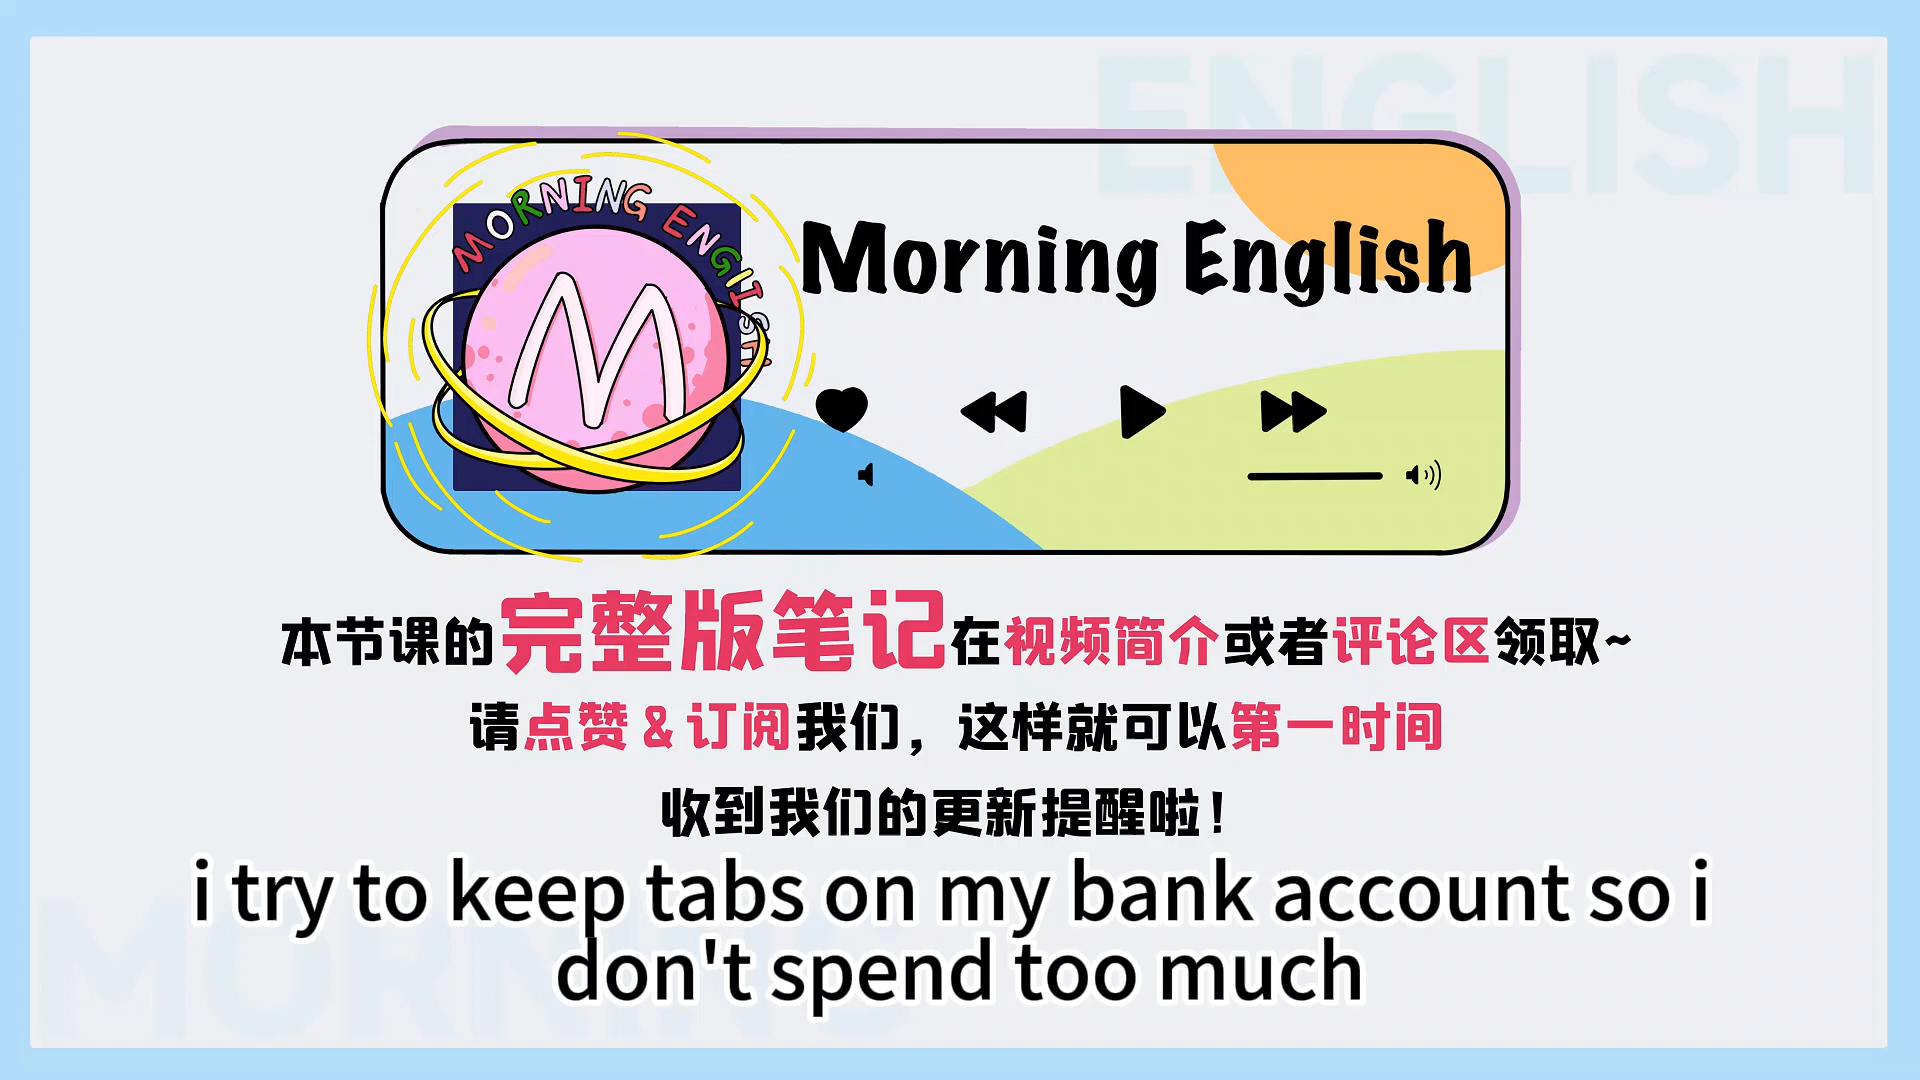 ENGLISH
MORNING ENGLISH
M
Morning English
本节课的完整版笔记在视频简介或者评论区领取~
请点赞&订阅我们，这样就可以第一时间
收到我们的更新提醒啦！
i try to keep tabs on my bank account so i
don't spend too much
MORNING